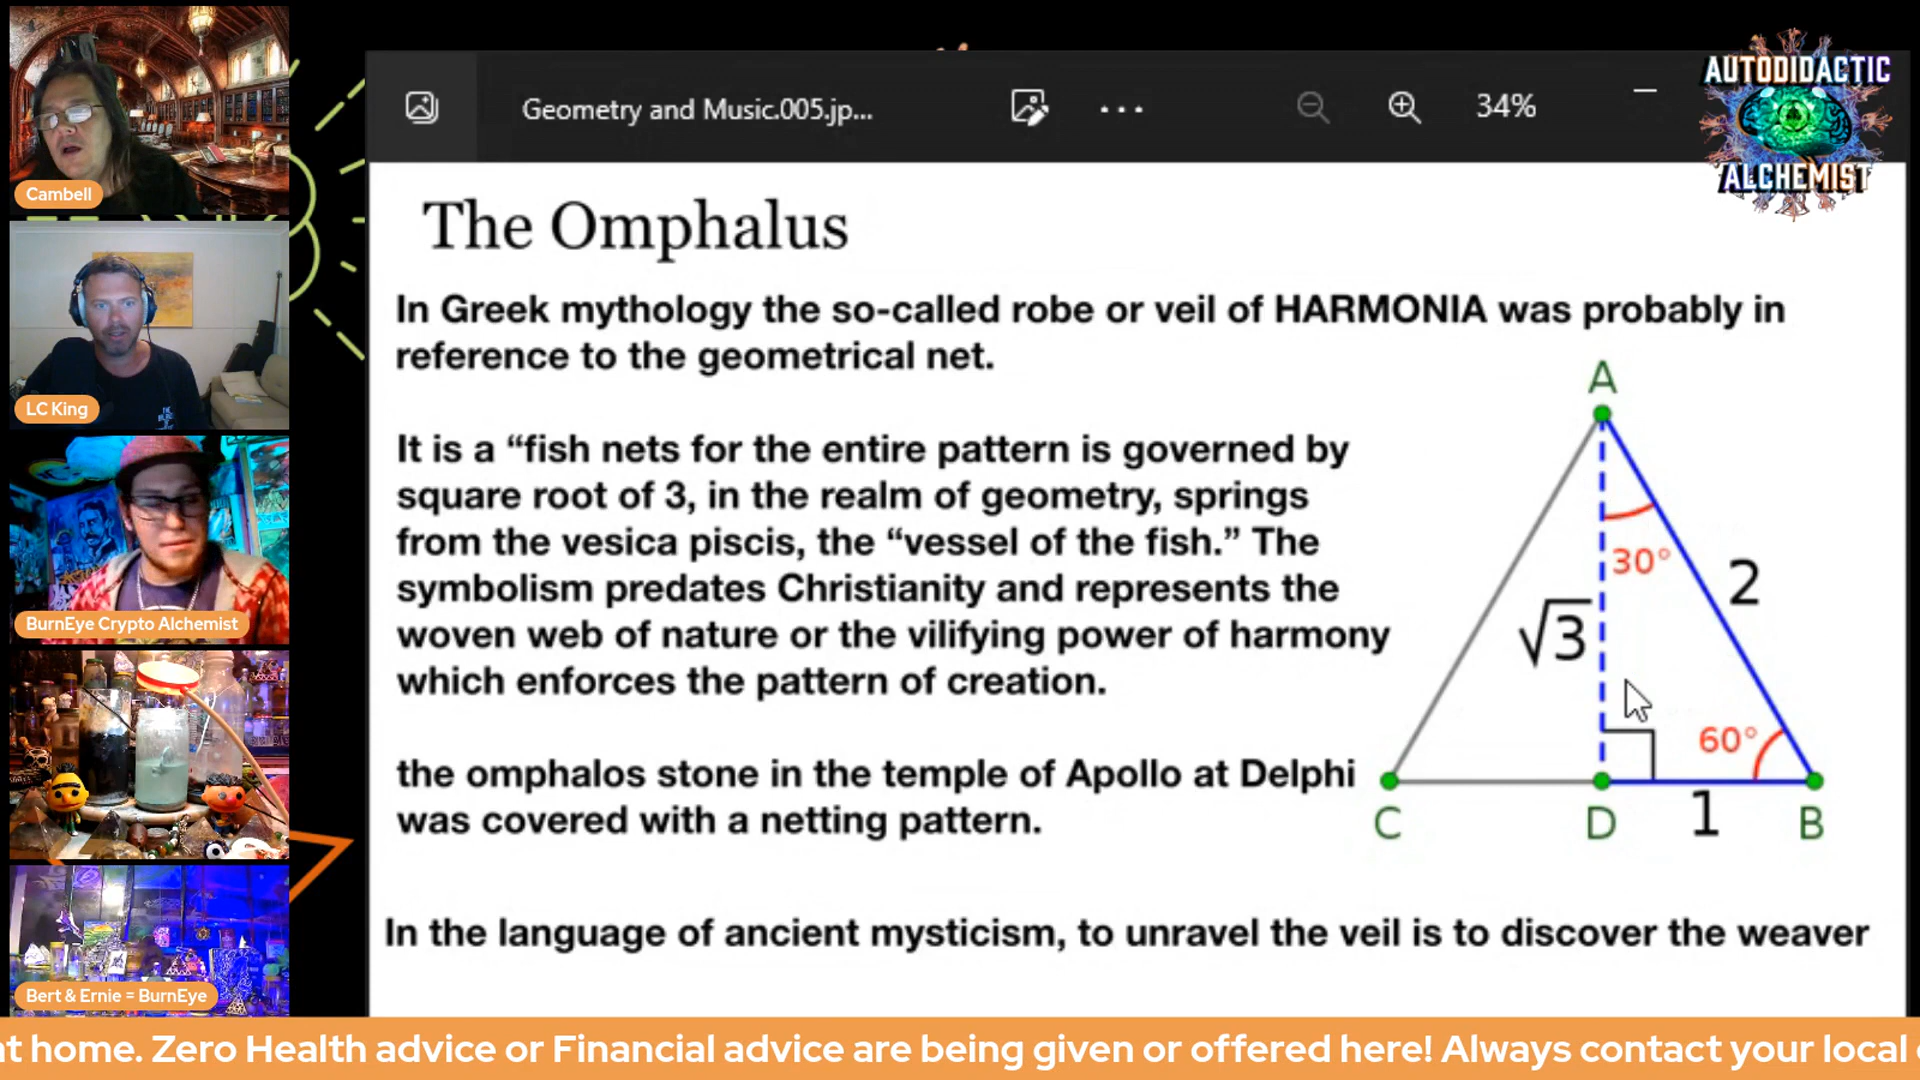 Cambell
LC King
BurnEye Crypto Alchemist
Bert & Ernie = BurnEye
Geometry and Music.005.jp...
34%
AUTODIDACTIC
ALCHEMIST
The Omphalus
In Greek mythology the so-called robe or veil of HARMONIA was probably in
reference to the geometrical net.
It is a “fish nets for the entire pattern is governed by
square root of 3, in the realm of geometry, springs
from the vesica piscis, the “vessel of the fish.” The
symbolism predates Christianity and represents the
woven web of nature or the vilifying power of harmony
which enforces the pattern of creation.
the omphalos stone in the temple of Apollo at Delphi
was covered with a netting pattern.
In the language of ancient mysticism, to unravel the veil is to discover the weaver
A
30°
2
√3
60°
C
D
1
B
at home. Zero Health advice or Financial advice are being given or offered here! Always contact your local